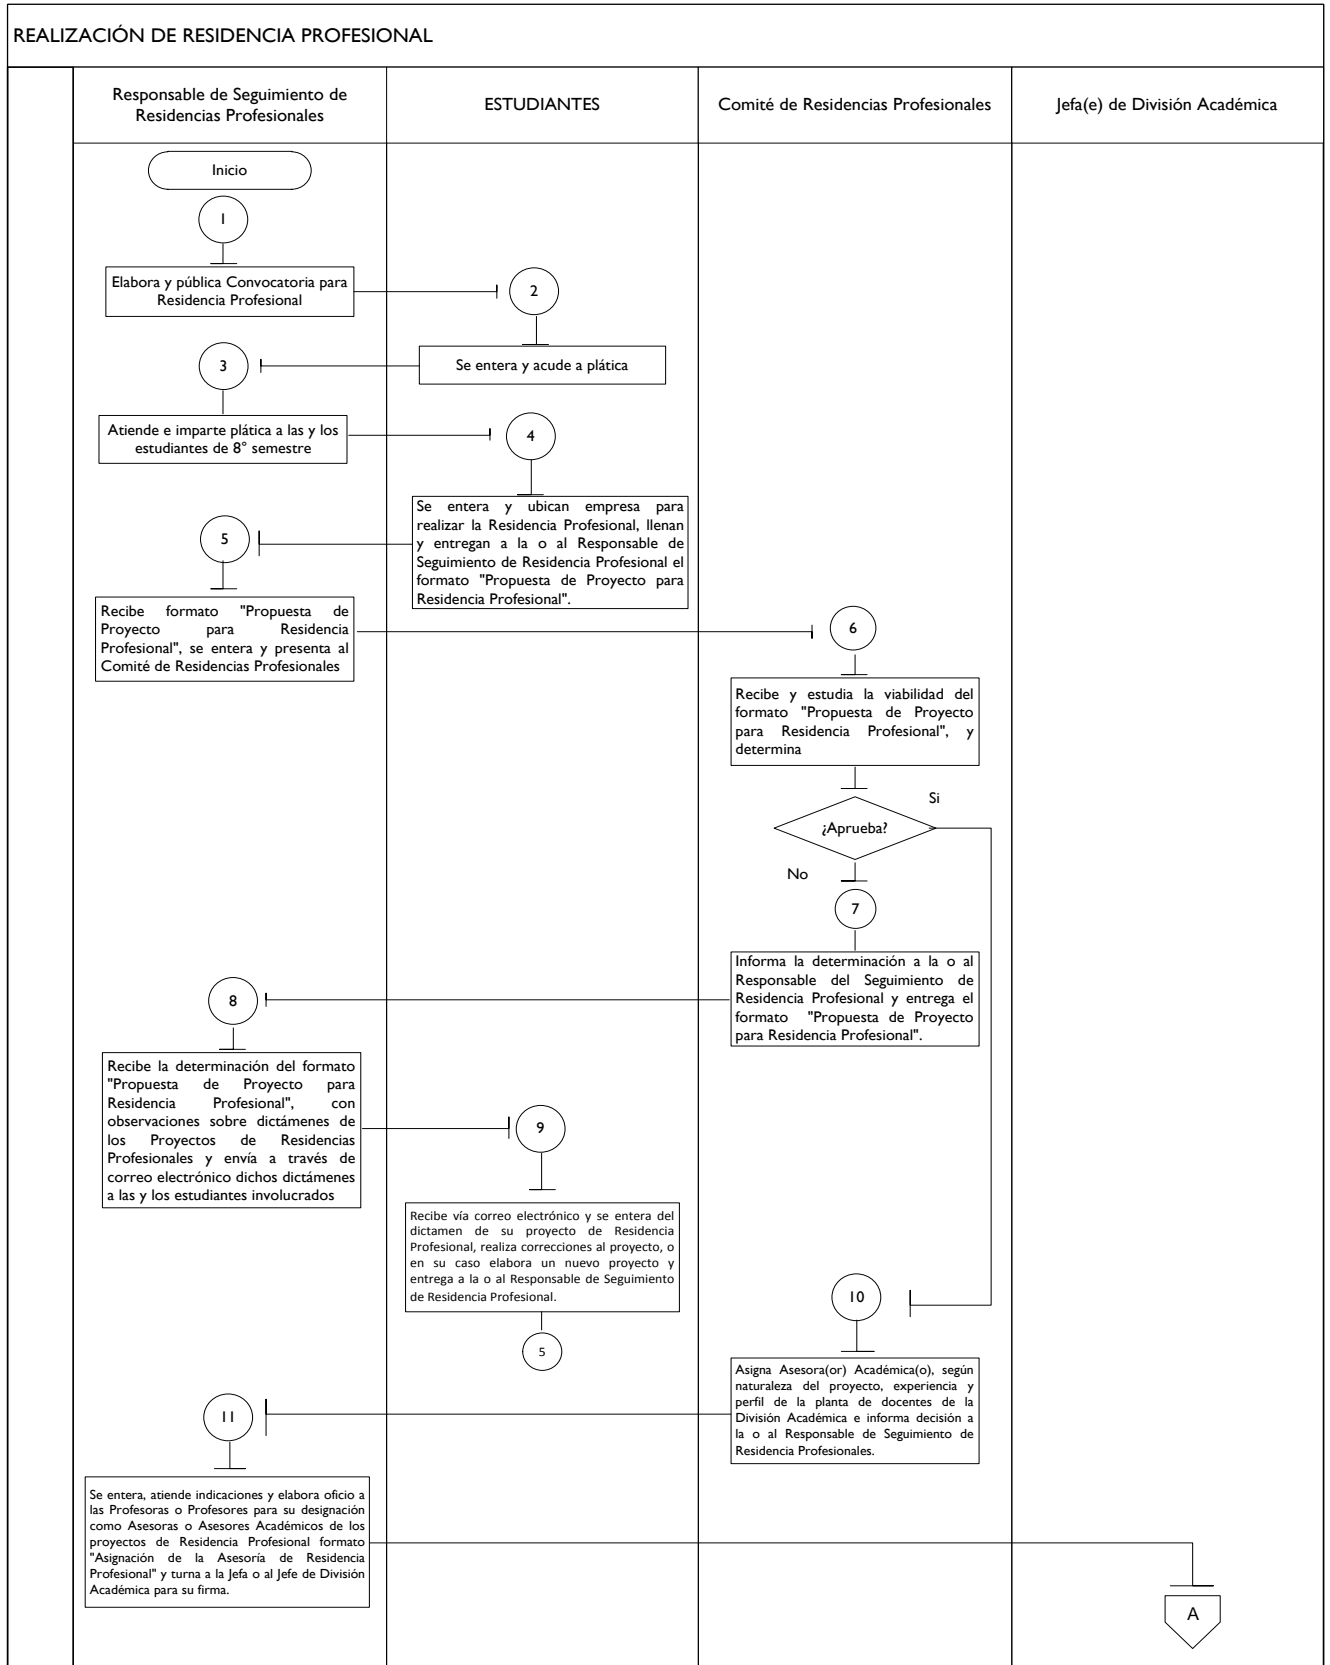 REALIZACIÓN DE RESIDENCIA PROFESIONAL
Responsable de Seguimiento de
Residencias Profesionales
ESTUDIANTES
Comité de Residencias Profesionales
Jefa(e) de División Académica
Inicio
1
Elabora y pública Convocatoria para
Residencia Profesional
2
Se entera y acude a plática
3
Atiende e imparte plática a las y los
estudiantes de 8° semestre
4
Se entera y ubican empresa para
realizar la Residencia Profesional, llenan
y entregan a la o al Responsable de
Seguimiento de Residencia Profesional el
formato "Propuesta de Proyecto para
Residencia Profesional".
5
Recibe formato "Propuesta de
Proyecto para Residencia
Profesional", se entera y presenta al
Comité de Residencias Profesionales
6
Recibe y estudia la viabilidad del
formato "Propuesta de Proyecto
para Residencia Profesional", y
determina
Si
¿Aprueba?
No
7
Informa la determinación a la o al
Responsable del Seguimiento de
Residencia Profesional y entrega el
formato "Propuesta de Proyecto
para Residencia Profesional".
8
Recibe la determinación del formato
"Propuesta de Proyecto para
Residencia Profesional", con
observaciones sobre dictámenes de
los Proyectos de Residencias
Profesionales y envía a través de
correo electrónico dichos dictámenes
a las y los estudiantes involucrados
9
Recibe vía correo electrónico y se entera del
dictamen de su proyecto de Residencia
Profesional, realiza correcciones al proyecto, o
en su caso elabora un nuevo proyecto y
entrega a la o al Responsable de Seguimiento
de Residencia Profesional.
5
10
Asigna Asesora(or) Académica(o), según
naturaleza del proyecto, experiencia y
perfil de la planta de docentes de la
División Académica e informa decisión a
la o al Responsable de Seguimiento de
Residencia Profesionales.
11
Se entera, atiende indicaciones y elabora oficio a
las Profesoras o Profesores para su designación
como Asesoras o Asesores Académicos de los
proyectos de Residencia Profesional formato
"Asignación de la Asesoría de Residencia
Profesional" y turna a la Jefa o al Jefe de División
Académica para su firma.
A